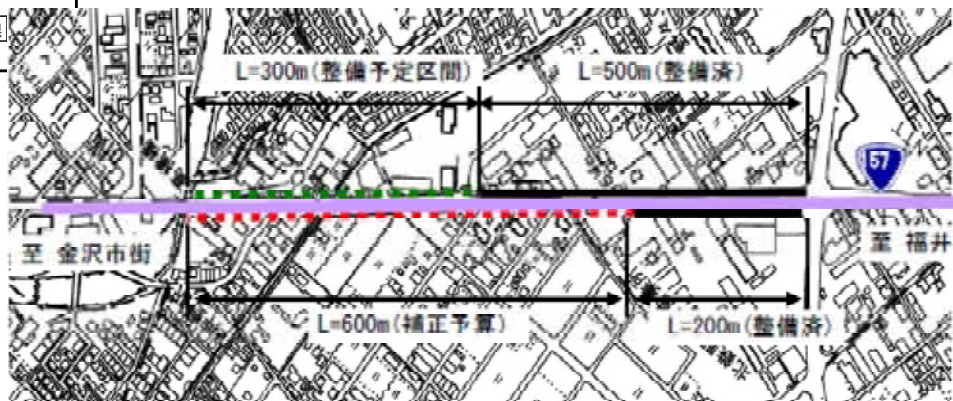 L=300m(整備予定区間)
L=500m(整備済)
57
至 金沢市街
至 福井
L=600m(補正予算)
L=200m(整備済)